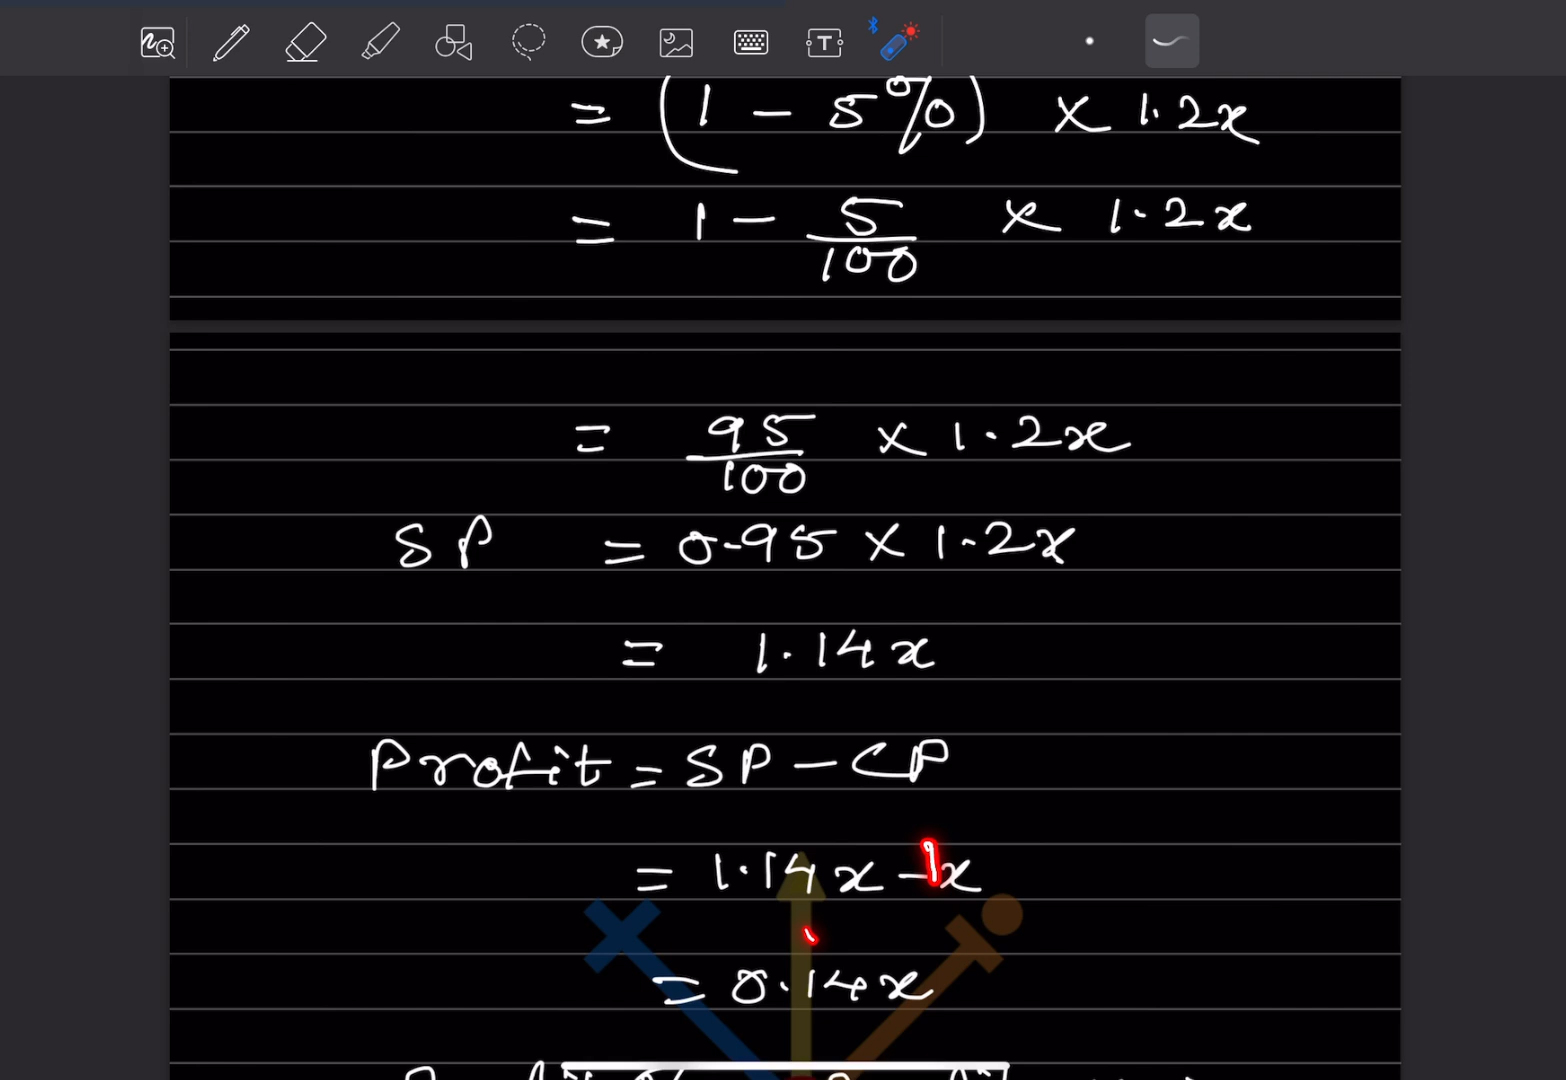 = (1 - 5%) × 1.2x
= 1 - 5/100 × 1.2x
= 95/100 × 1.2x
SP = 0.95 × 1.2x
= 1.14x
Profit = SP - CP
= 1.14x - 1x
= 0.14x